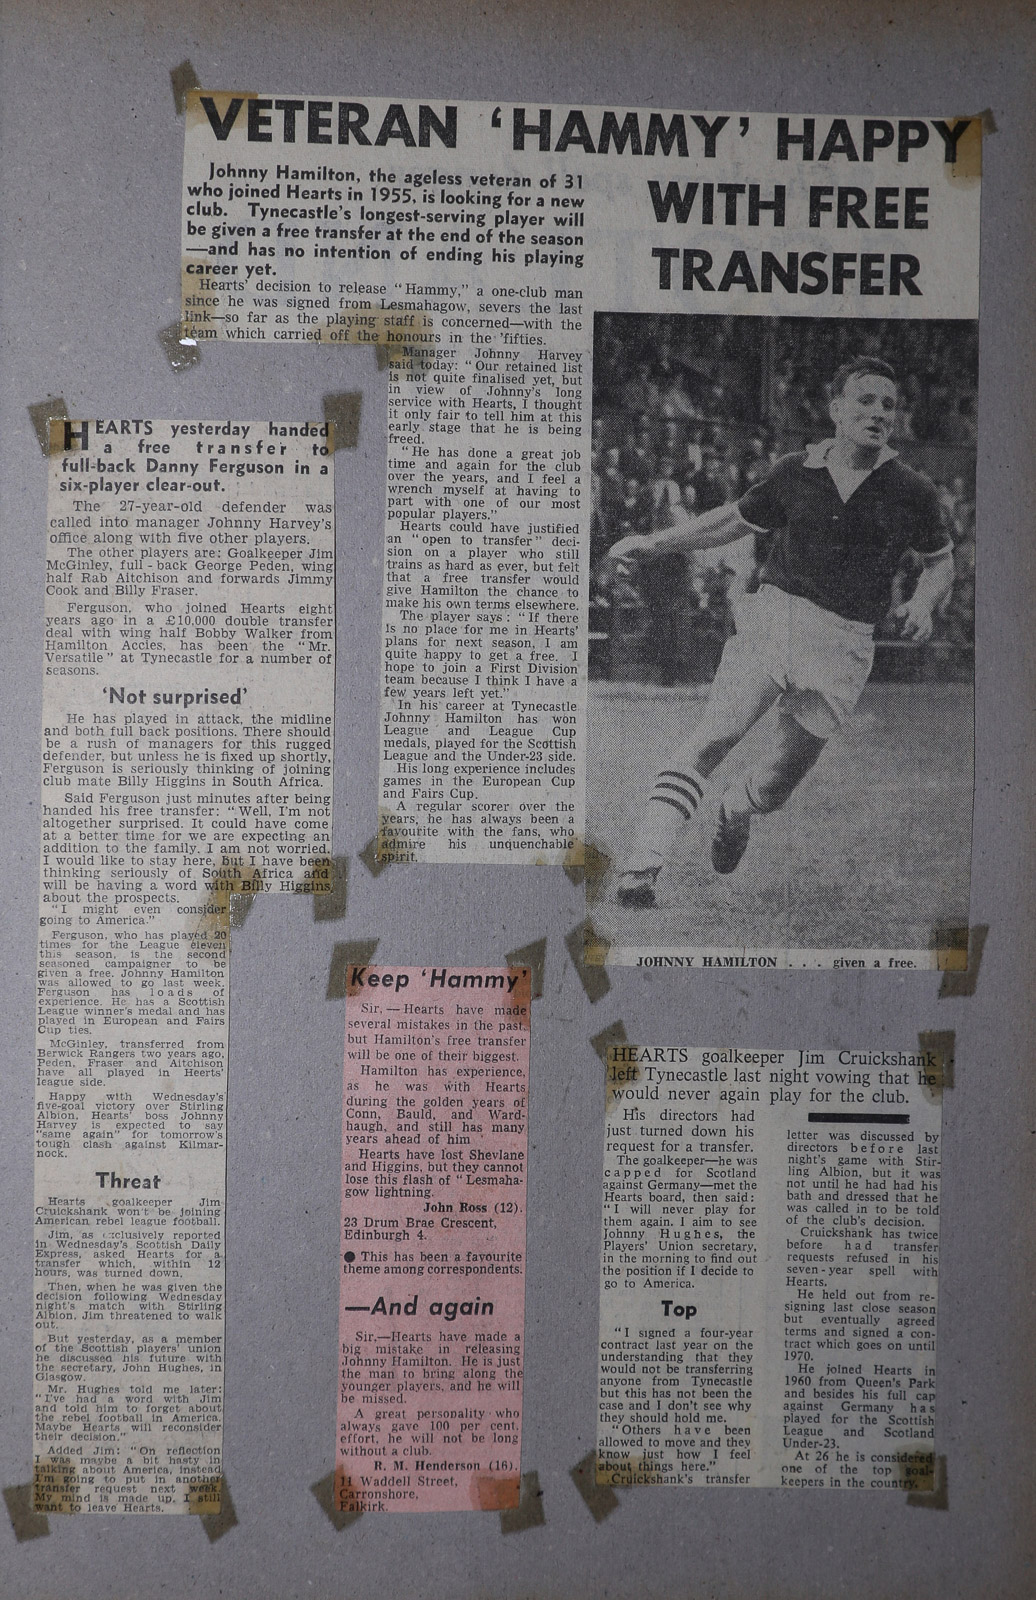 VETERAN 'HAMMY' HAPPY
WITH FREE
TRANSFER
Johnny Hamilton, the ageless veteran of 31
who joined Hearts in 1955, is looking for a new
club. Tynecastle's longest-serving player will
be given a free transfer at the end of the season
—and has no intention of ending his playing
career yet.
Hearts' decision to release "Hammy," a one-club man
since he was signed from Lesmahagow, severs the last
link—so far as the playing staff is concerned—with the
team which carried off the honours in the 'fifties.
Manager Johnny Harvey
said today: "Our retained list
is not quite finalised yet, but
in view of Johnny's long
service with Hearts, I thought
it only fair to tell him at this
early stage that he is being
freed.
"He has done a great job
time and again for the club
over the years, and I feel a
wrench myself at having to
part with one of our most
popular players."
Hearts could have justified
an "open to transfer" deci-
sion on a player who still
trains as hard as ever, but felt
that a free transfer would
give Hamilton the chance to
make his own terms elsewhere.
The player says: "If there
is no place for me in Hearts'
plans for next season, I am
quite happy to get a free. I
hope to join a First Division
team because I think I have a
few years left yet."
In his career at Tynecastle
Johnny Hamilton has won
League and League Cup
medals, played for the Scottish
League and the Under-23 side.
His long experience includes
games in the European Cup
and Fairs Cup.
A regular scorer over the
years, he has always been a
favourite with the fans, who
admire his unquenchable
spirit.
JOHNNY HAMILTON . . . given a free.
HEARTS yesterday handed
a free transfer to
full-back Danny Ferguson in a
six-player clear-out.
The 27-year-old defender was
called into manager Johnny Harvey's
office along with five other players.
The other players are: Goalkeeper Jim
McGinley, full-back George Peden, wing
half Rab Aitchison and forwards Jimmy
Cook and Billy Fraser.
Ferguson, who joined Hearts eight
years ago in a £10,000 double transfer
deal with wing half Bobby Walker from
Hamilton Accies, has been the "Mr.
Versatile" at Tynecastle for a number of
seasons.
'Not surprised'
He has played in attack, the midline
and both full back positions. There should
be a rush of managers for this rugged
defender, but unless he is fixed up shortly,
Ferguson is seriously thinking of joining
club mate Billy Higgins in South Africa.
Said Ferguson just minutes after being
handed his free transfer: "Well, I'm not
altogether surprised. It could have come
at a better time for we are expecting an
addition to the family. I am not worried.
I would like to stay here, but I have been
thinking seriously of South Africa and
will be having a word with Billy Higgins
about the prospects.
"I might even consider
going to America."
Ferguson, who has played 20
times for the League eleven
this season, is the second
seasoned campaigner to be
given a free. Johnny Hamilton
was allowed to go last week.
Ferguson has loads of
experience. He has a Scottish
League winner's medal and has
played in European and Fairs
Cup ties.
McGinley, transferred from
Berwick Rangers two years ago,
Peden, Fraser and Aitchison
have all played in Heerts'
league side.
Happy with Wednesday's
five-goal victory over Stirling
Albion, Hearts' boss Johnny
Harvey is expected to say
"same again" for tomorrow's
tough clash against Kilmar-
nock.
Threat
Hearts goalkeeper Jim
Cruickshank won't be joining
American rebel league football.
Jim, as exclusively reported
in Wednesday's Scottish Daily
Express, asked Hearts for a
transfer which, within 12
hours, was turned down.
Then, when he was given the
decision following Wednesday
night's match with Stirling
Albion, Jim threatened to walk
out.
But yesterday, as a member
of the Scottish players' union
he discussed his future with
the secretary, John Hughes, in
Glasgow.
Mr. Hughes told me later:
"I've had a word with Jim
and told him to forget about
the rebel football in America.
Maybe Hearts will reconsider
their decision."
Added Jim: "On reflection
I was maybe a bit hasty in
talking about America, instead
I'm going to put in another
transfer request next week.
My mind is made up. I still
want to leave Hearts.
Keep 'Hammy'
Sir, — Hearts have made
several mistakes in the past,
but Hamilton's free transfer
will be one of their biggest.
Hamilton has experience,
as he was with Hearts
during the golden years of
Conn, Bauld, and Ward-
haugh, and still has many
years ahead of him
Hearts have lost Shevlane
and Higgins, but they cannot
lose this flash of "Lesmaha-
gow lightning.
John Ross (12).
23 Drum Brae Crescent,
Edinburgh 4.
● This has been a favourite
theme among correspondents.
—And again
Sir,—Hearts have made a
big mistake in releasing
Johnny Hamilton. He is just
the man to bring along the
younger players, and he will
be missed.
A great personality who
always gave 100 per cent.
effort, he will not be long
without a club.
R. M. Henderson (16).
11 Waddell Street,
Carronshore,
Falkirk.
HEARTS goalkeeper Jim Cruickshank
left Tynecastle last night vowing that he
would never again play for the club.
His directors had
just turned down his
request for a transfer.
The goalkeeper—he was
capped for Scotland
against Germany—met the
Hearts board, then said:
"I will never play for
them again. I aim to see
Johnny Hughes, the
Players' Union secretary,
in the morning to find out
the position if I decide to
go to America.
Top
"I signed a four-year
contract last year on the
understanding that they
would not be transferring
anyone from Tynecastle
but this has not been the
case and I don't see why
they should hold me.
"Others have been
allowed to move and they
know just how I feel
about things here."
Cruickshank's transfer
letter was discussed by
directors before last
night's game with Stir-
ling Albion, but it was
not until he had had his
bath and dressed that he
was called in to be told
of the club's decision.
Cruickshank has twice
before had transfer
requests refused in his
seven-year spell with
Hearts.
He held out from re-
signing last close season
but eventually agreed
terms and signed a con-
tract which goes on until
1970.
He joined Hearts in
1960 from Queen's Park
and besides his full cap
against Germany has
played for the Scottish
League and Scotland
Under-23.
At 26 he is considered
one of the top goal-
keepers in the country.